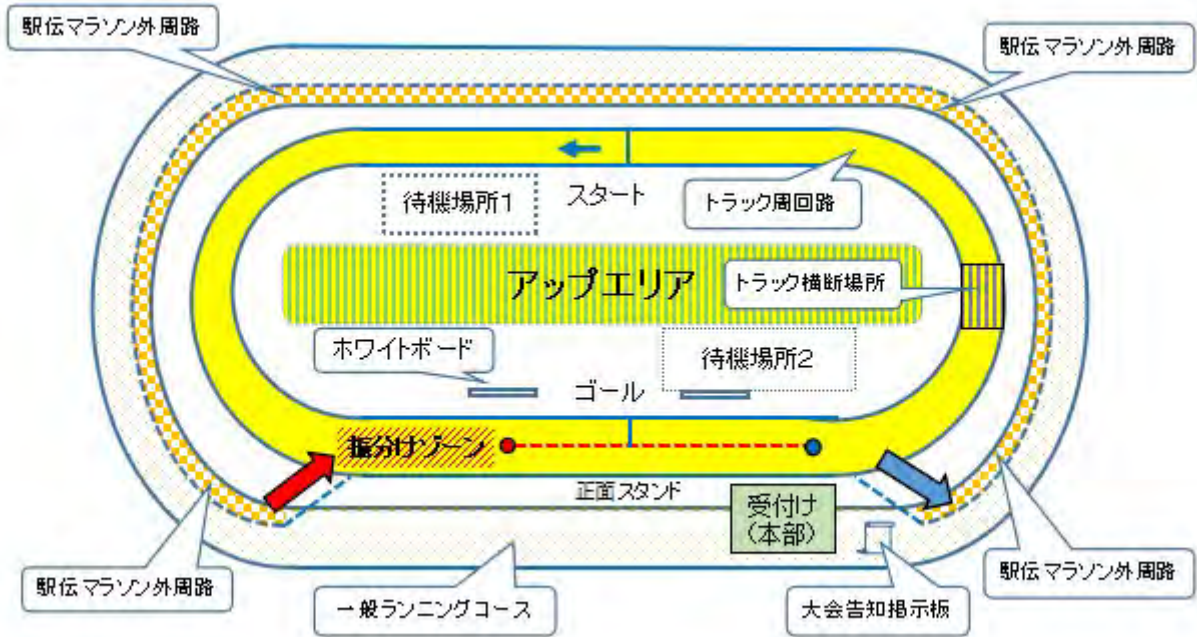 駅伝マラソン外周路
駅伝マラソン外周路
スタート
待機場所1
トラック周回路
アップエリア
トラック横断場所
ホワイトボード
待機場所2
ゴール
振分けゾーン
正面スタンド
受付け
(本部)
駅伝マラソン外周路
一般ランニングコース
大会告知掲示板
駅伝マラソン外周路